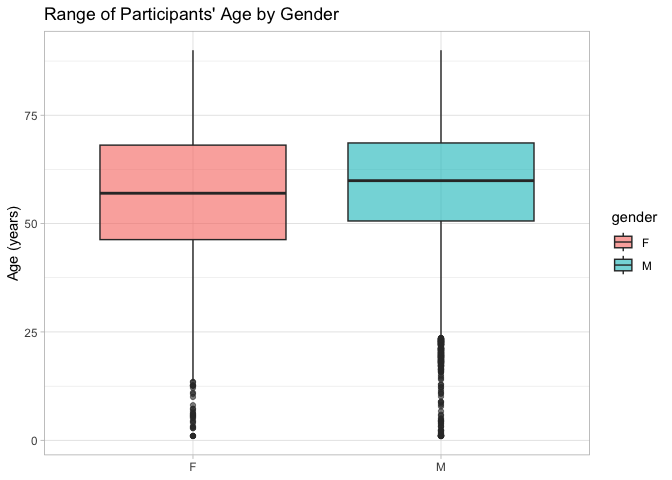 Range of Participants' Age by Gender
Age (years)
75
50
25
0
F
M
gender
F
M